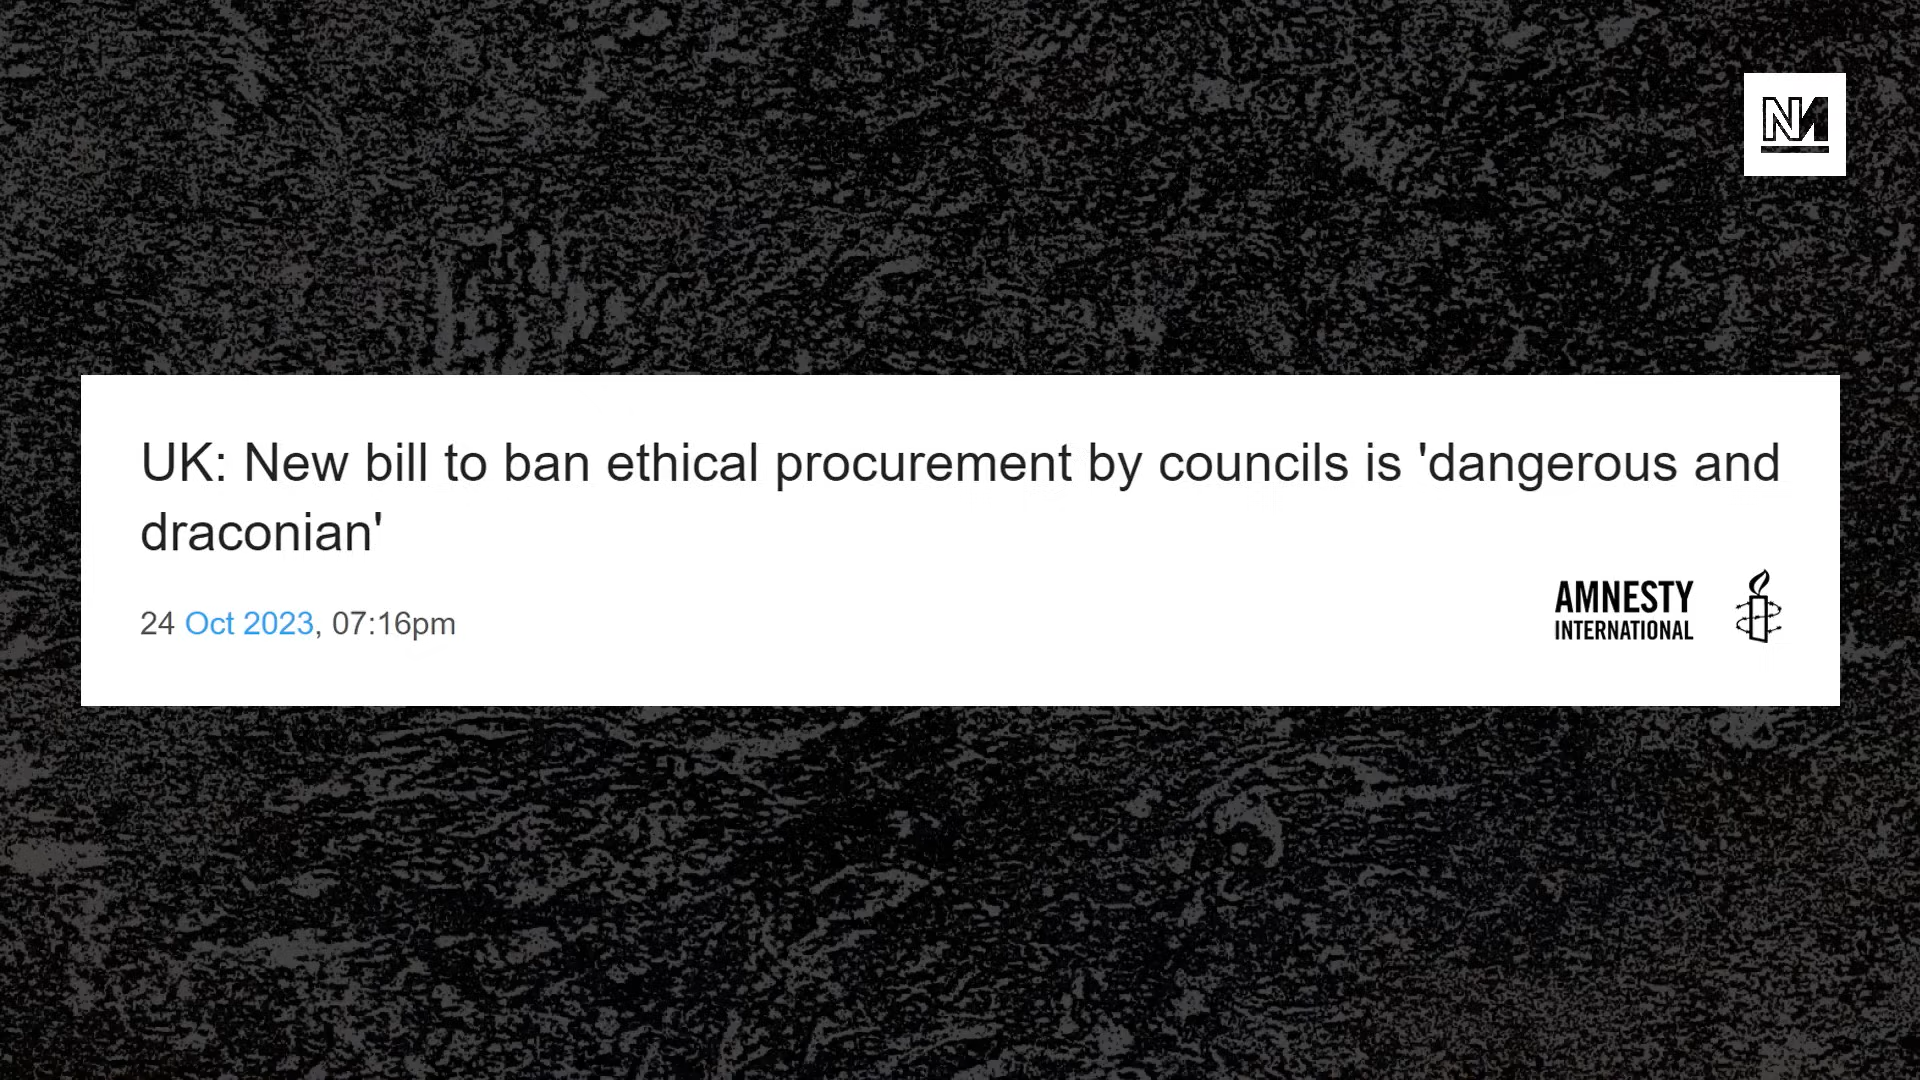 NM
UK: New bill to ban ethical procurement by councils is 'dangerous and
draconian'
24 Oct 2023, 07:16pm
AMNESTY
INTERNATIONAL